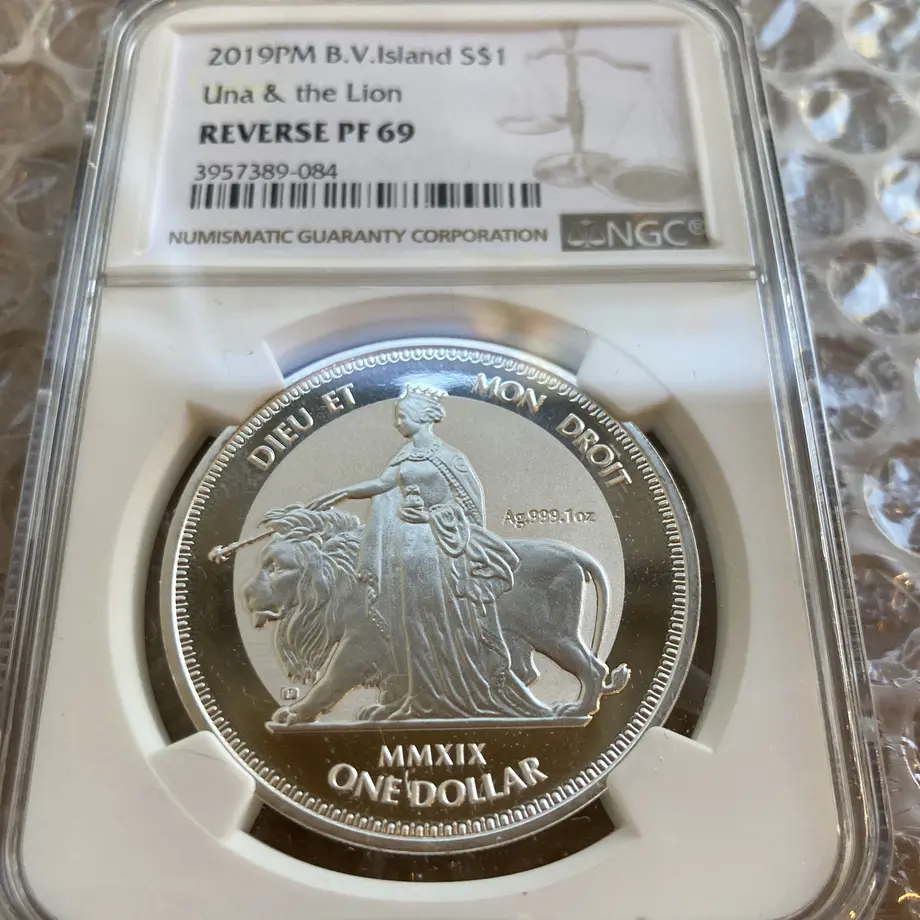 2019PM B.V.Island S$1
Una & the Lion
REVERSE PF 69
3957389-084
NUMISMATIC GUARANTY CORPORATION NGC®
DIEU ET MON DROIT
Ag.999.1oz
MMXIX
ONE DOLLAR